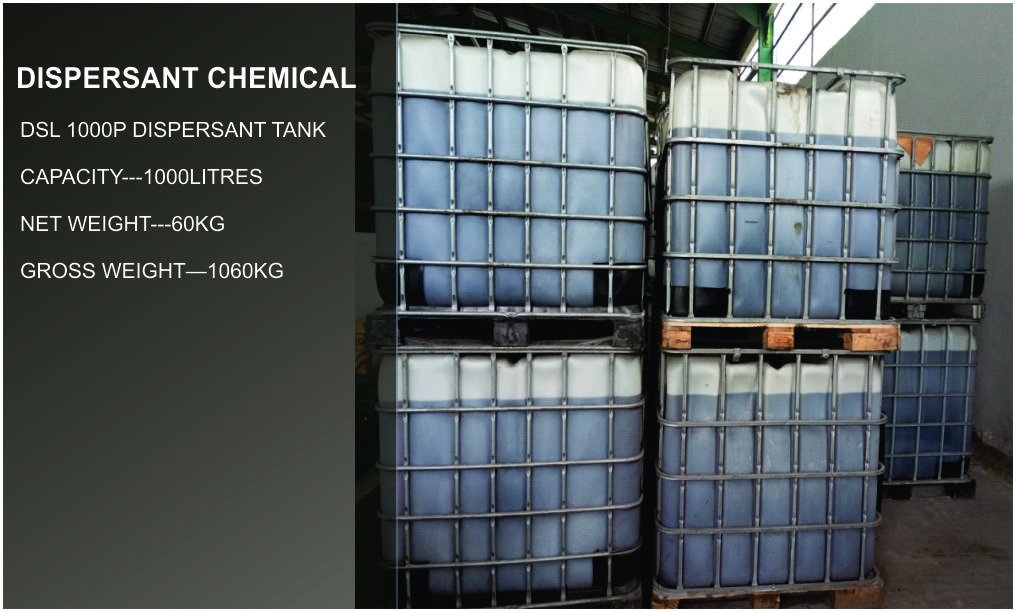 DISPERSANT CHEMICAL
DSL 1000P DISPERSANT TANK
CAPACITY---1000LITRES
NET WEIGHT---60KG
GROSS WEIGHT—1060KG